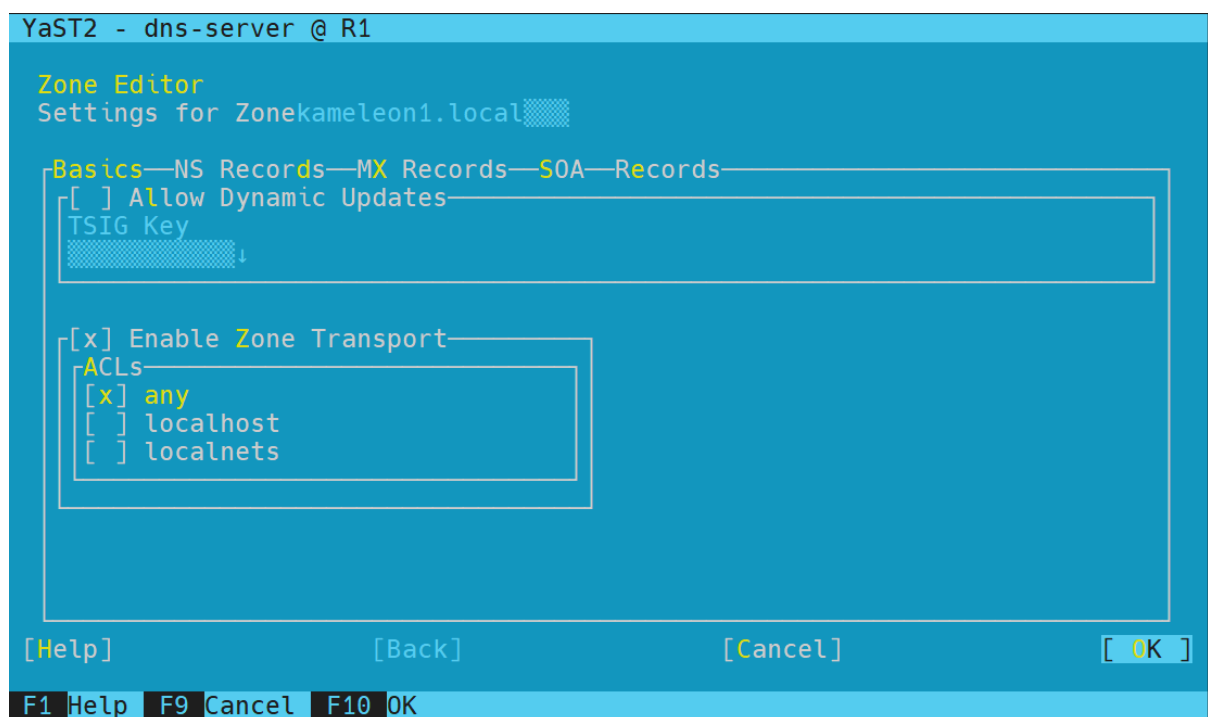 YaST2 - dns-server @ R1
Zone Editor
Settings for Zonekameleon1.local
Basics—NS Records—MX Records—SOA—Records
[ ] Allow Dynamic Updates
TSIG Key
↓
[x] Enable Zone Transport
ACLs
[x] any
[ ] localhost
[ ] localnets
[Help] [Back] [Cancel] [ OK ]
F1 Help F9 Cancel F10 OK